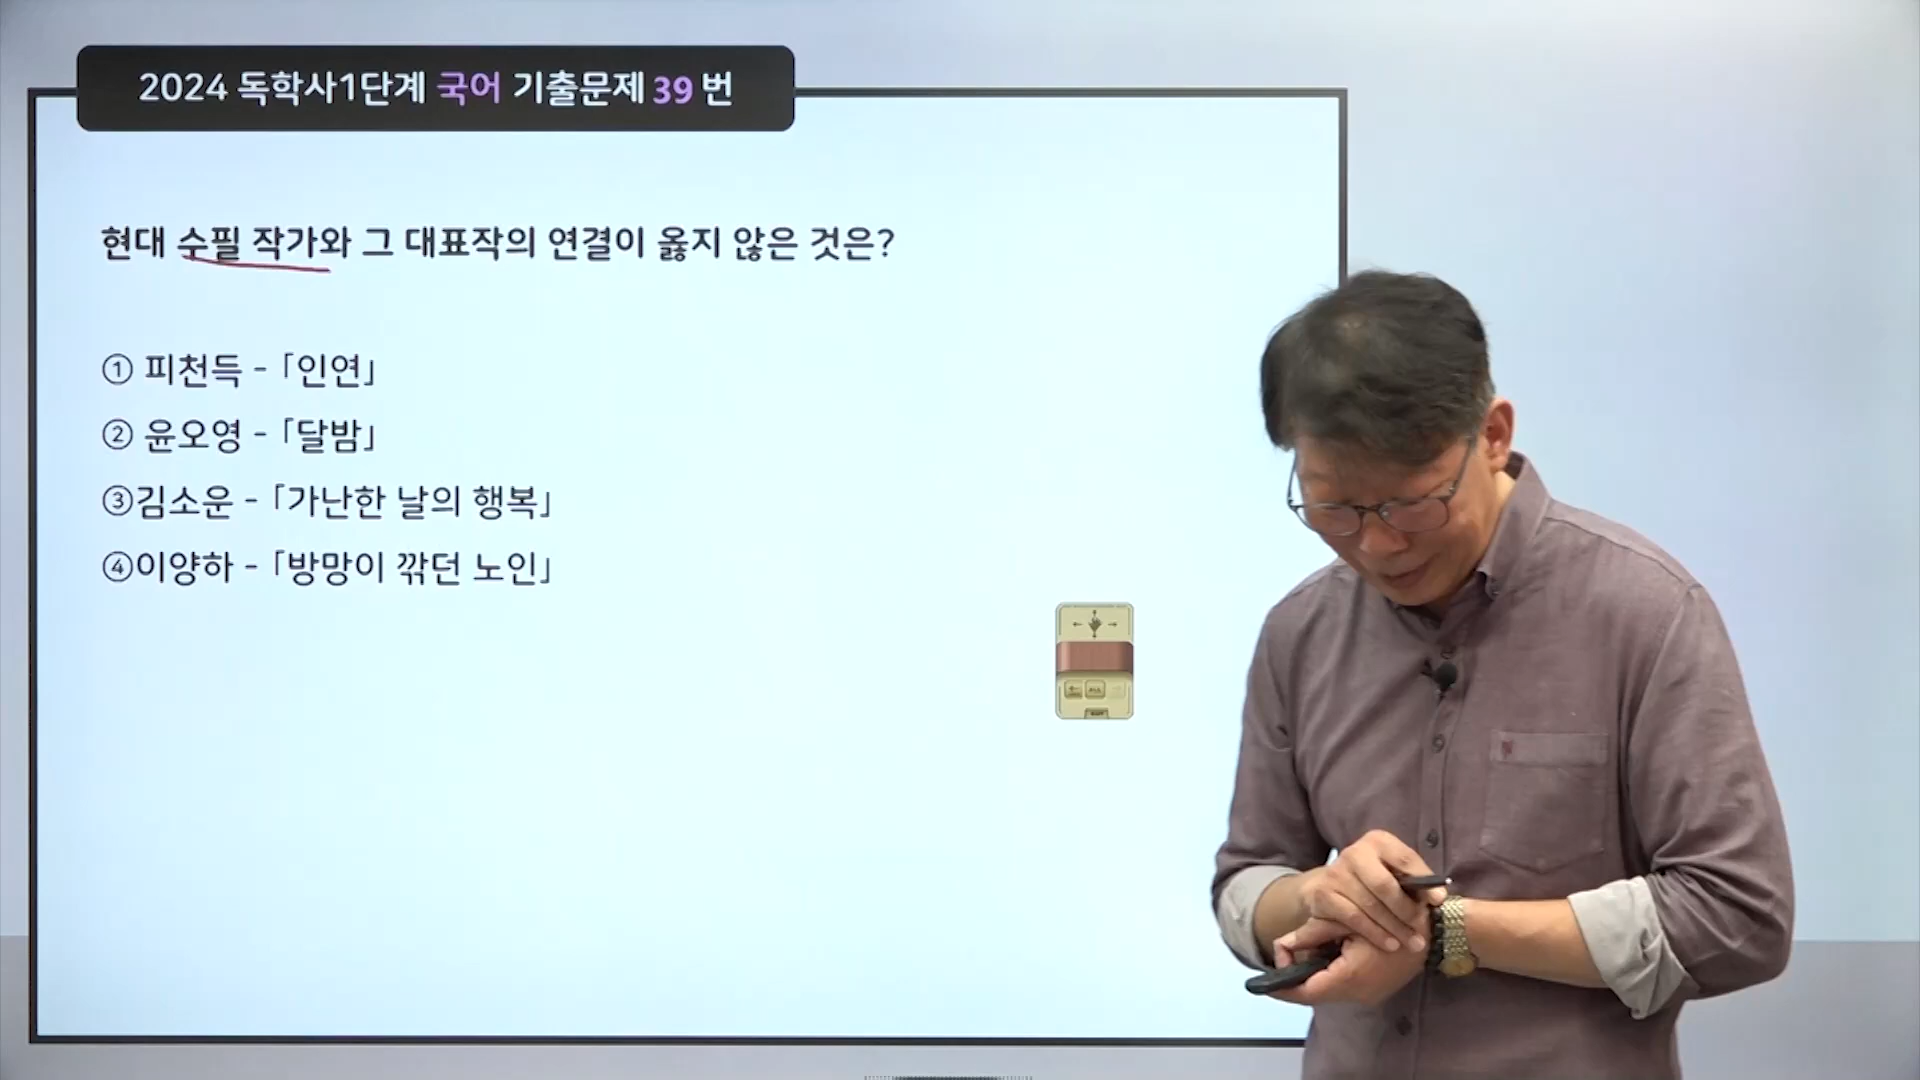 2024 독학사1단계 국어 기출문제 39 번
현대 수필 작가와 그 대표작의 연결이 옳지 않은 것은?
① 피천득 - 「인연」
② 윤오영 - 「달밤」
③김소운 - 「가난한 날의 행복」
④이양하 - 「방망이 깎던 노인」